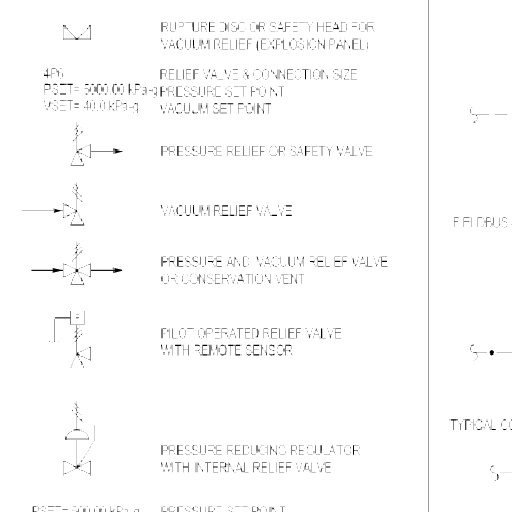 RUPTURE DISC OR SAFETY HEAD FOR
VACUUM RELIEF (EXPLOSION PANEL)
4P6 RELIEF VALVE & CONNECTION SIZE
PSET= 5000.00 kPa-g PRESSURE SET POINT
VSET= 40.0 kPa-g VACUUM SET POINT
PRESSURE RELIEF OR SAFETY VALVE
VACUUM RELIEF VALVE
PRESSURE AND VACUUM RELIEF VALVE
OR CONSERVATION VENT
PILOT OPERATED RELIEF VALVE
WITH REMOTE SENSOR
PRESSURE REDUCING REGULATOR
WITH INTERNAL RELIEF VALVE
PSET= 500.00 kPa-g PRESSURE SET POINT
FIELDBUS
TYPICAL CO